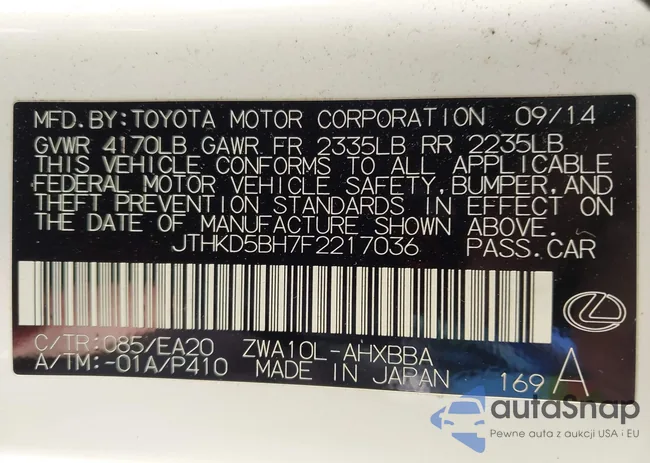 MFD.BY:TOYOTA MOTOR CORPORATION 09/14
GVWR 4170LB GAWR FR 2335LB RR 2235LB
THIS VEHICLE CONFORMS TO ALL APPLICABLE
FEDERAL MOTOR VEHICLE SAFETY, BUMPER, AND
THEFT PREVENTION STANDARDS IN EFFECT ON
THE DATE OF MANUFACTURE SHOWN ABOVE.
JTHKD5BH7F2217036 PASS.CAR
C/TR:085/EA20 ZWA10L-AHXBBA
A/TM:-01A/P410 MADE IN JAPAN 169 A
autaSnap
Pewne auta z aukcji USA i EU